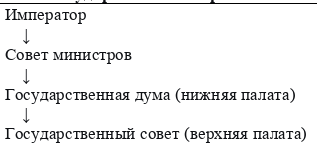 Император
↓
Совет министров
↓
Государственная дума (нижняя палата)
↓
Государственный совет (верхняя палата)